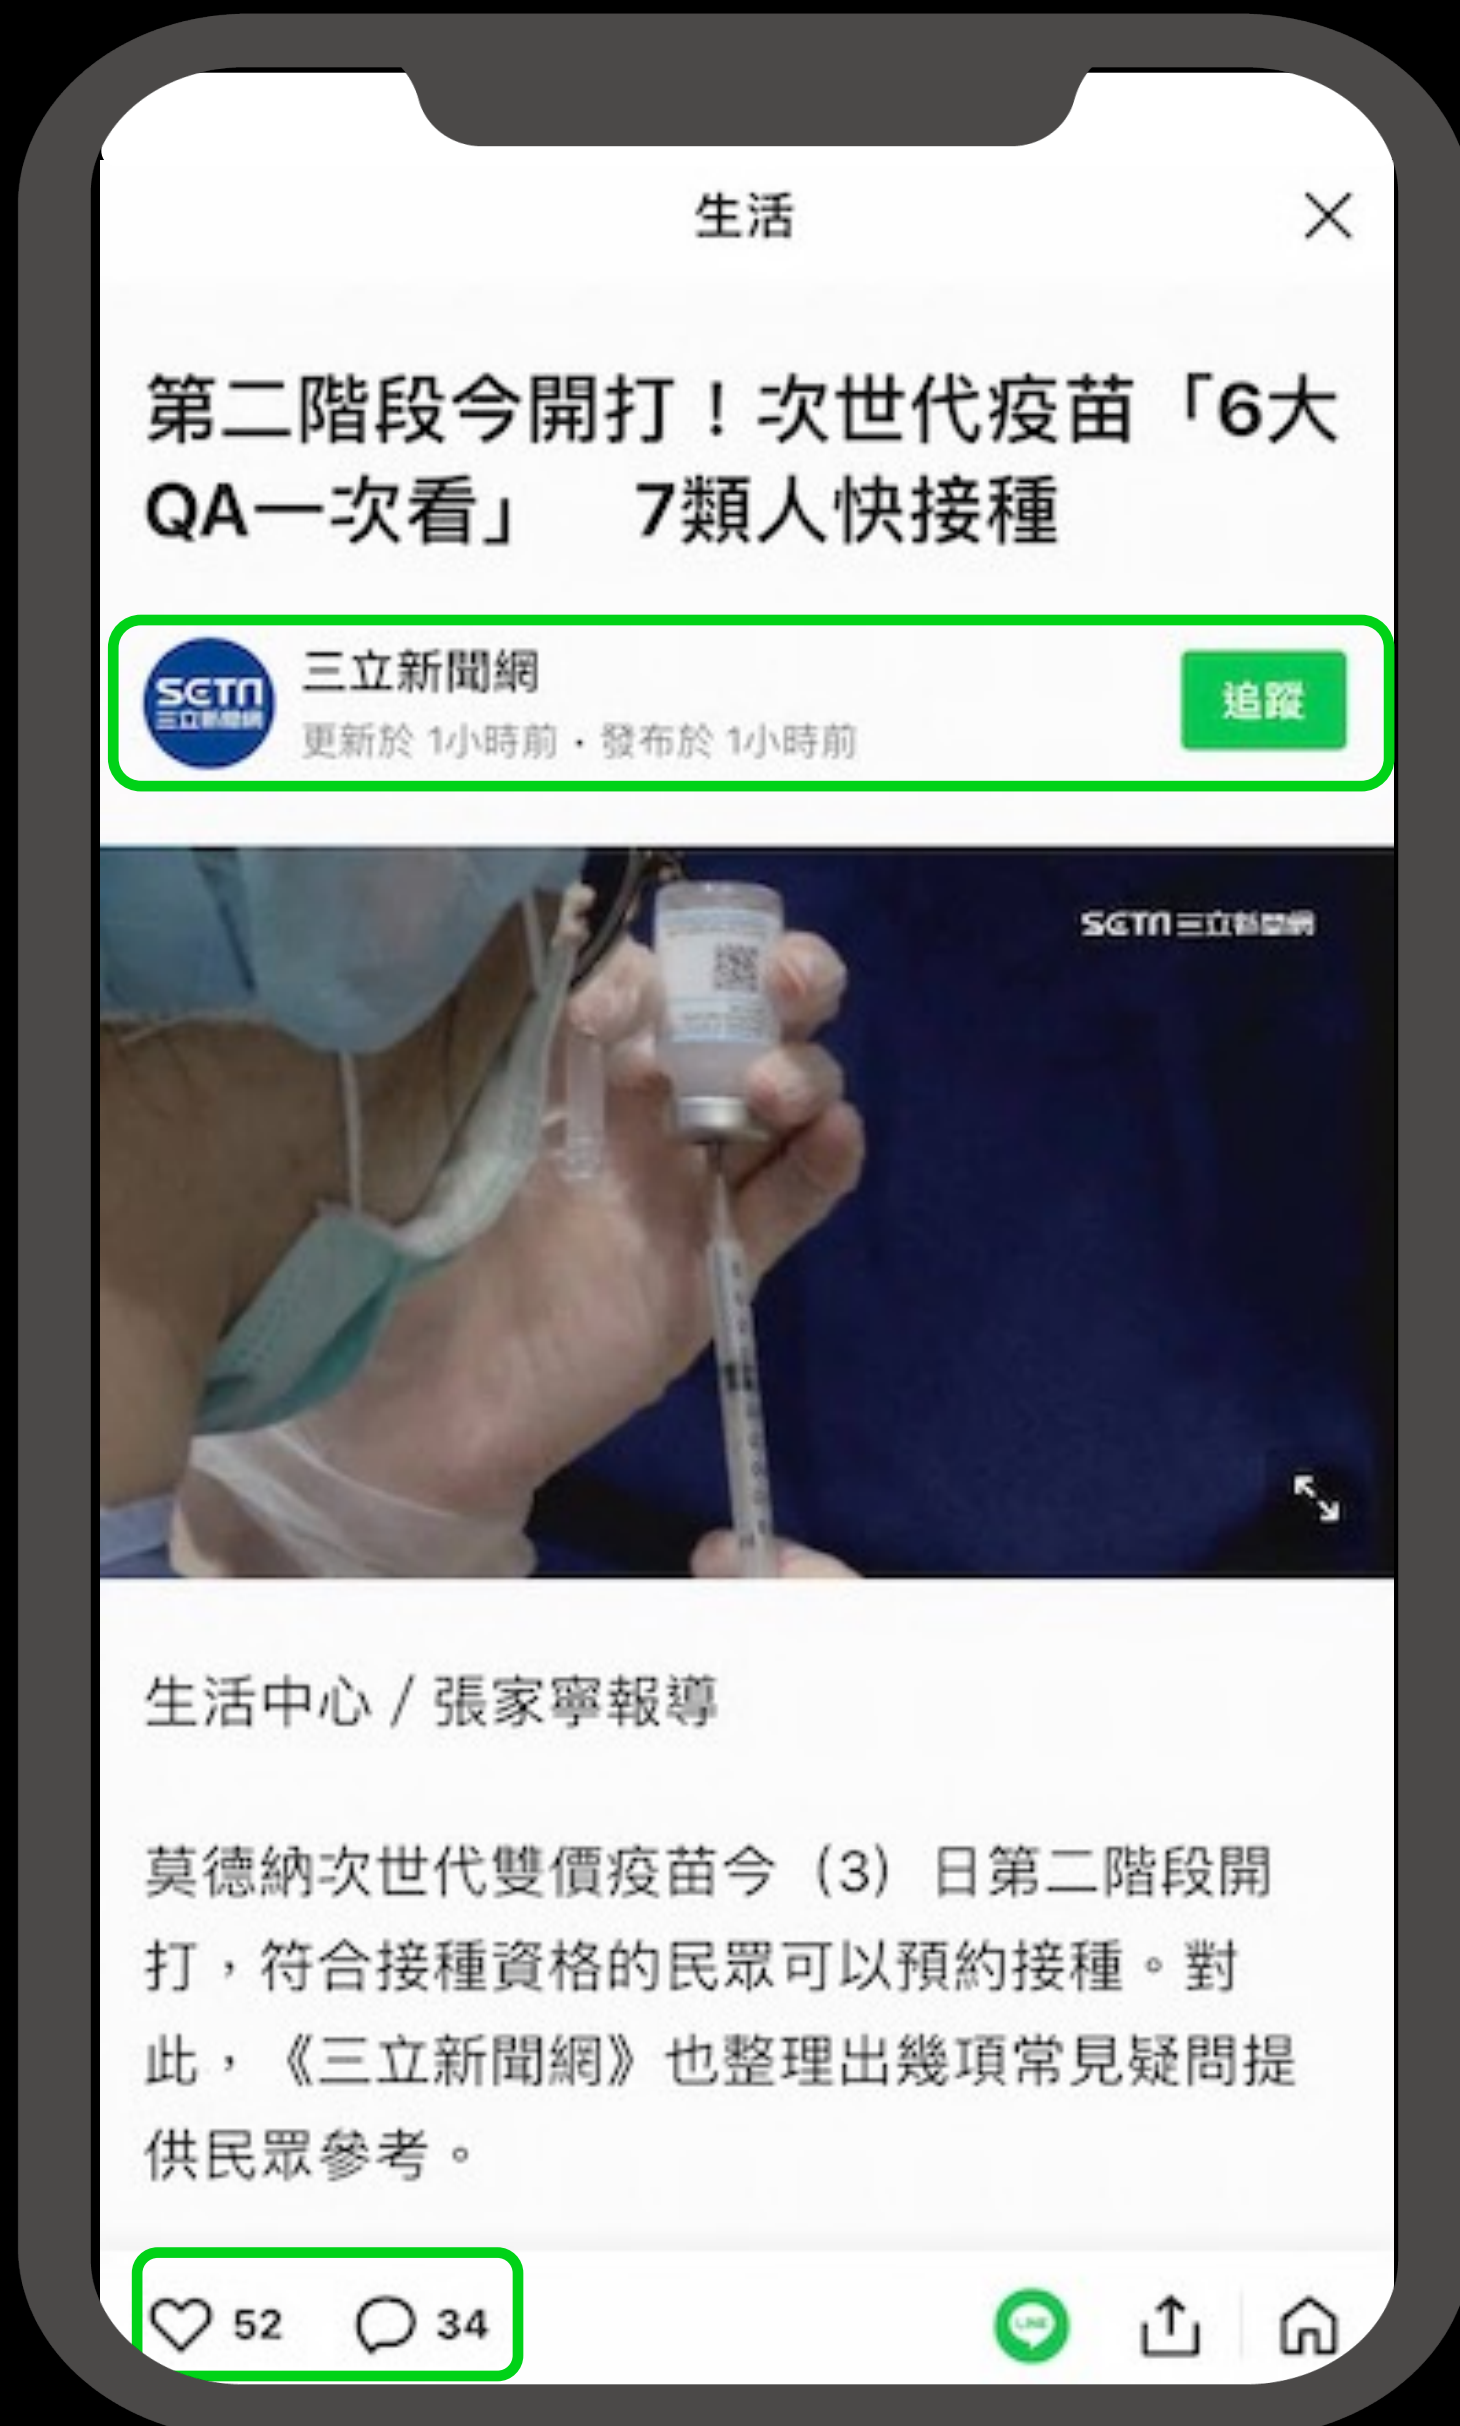 生活
第二階段今開打！次世代疫苗「6大
QA一次看」　7類人快接種
SETN
三立新聞網
三立新聞網
追蹤
更新於 1小時前・發布於 1小時前
SETN三立新聞網
生活中心 / 張家寧報導
莫德納次世代雙價疫苗今（3）日第二階段開
打，符合接種資格的民眾可以預約接種。對
此，《三立新聞網》也整理出幾項常見疑問提
供民眾參考。
52 34 LINE